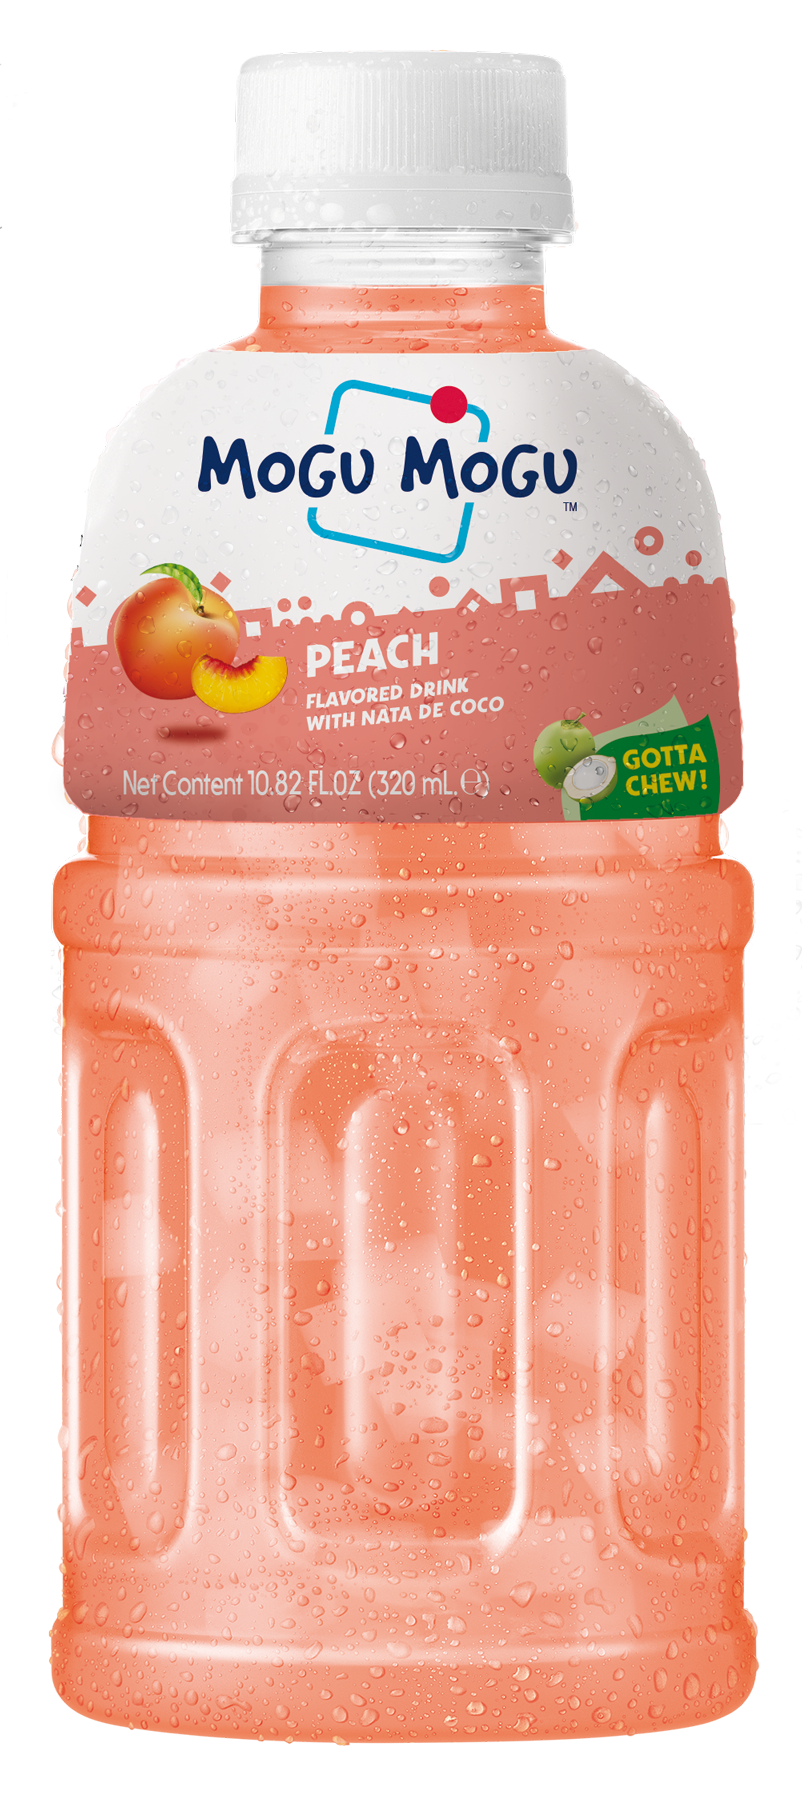 MOGU MOGU
TM
PEACH
FLAVORED DRINK
WITH NATA DE COCO
Net Content 10.82 FL.OZ (320 mL.℮)
GOTTA
CHEW!